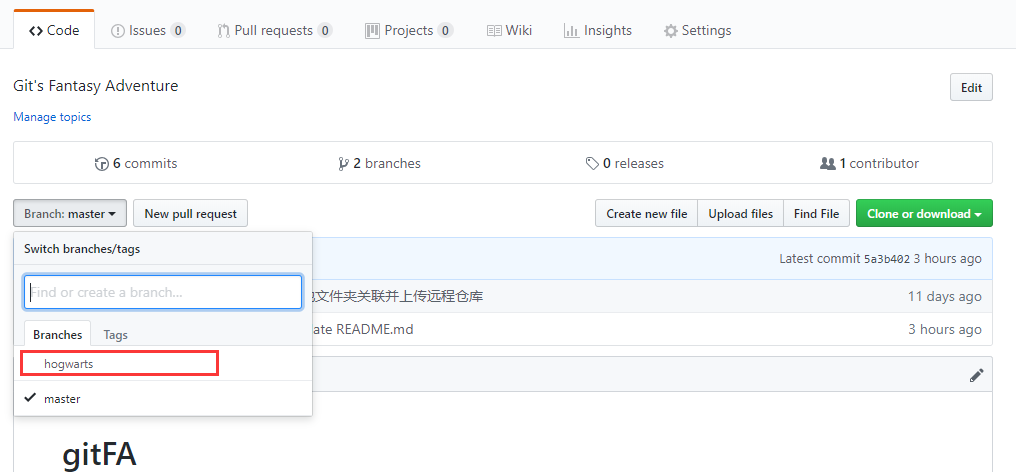 Code Issues 0 Pull requests 0 Projects 0 Wiki Insights Settings
Git's Fantasy Adventure
Edit
Manage topics
6 commits 2 branches 0 releases 1 contributor
Branch: master New pull request Create new file Upload files Find File Clone or download
Switch branches/tags
Latest commit 5a3b402 3 hours ago
Find or create a branch...
文件夹关联并上传远程仓库 11 days ago
ate README.md 3 hours ago
Branches Tags
hogwarts
master
gitFA